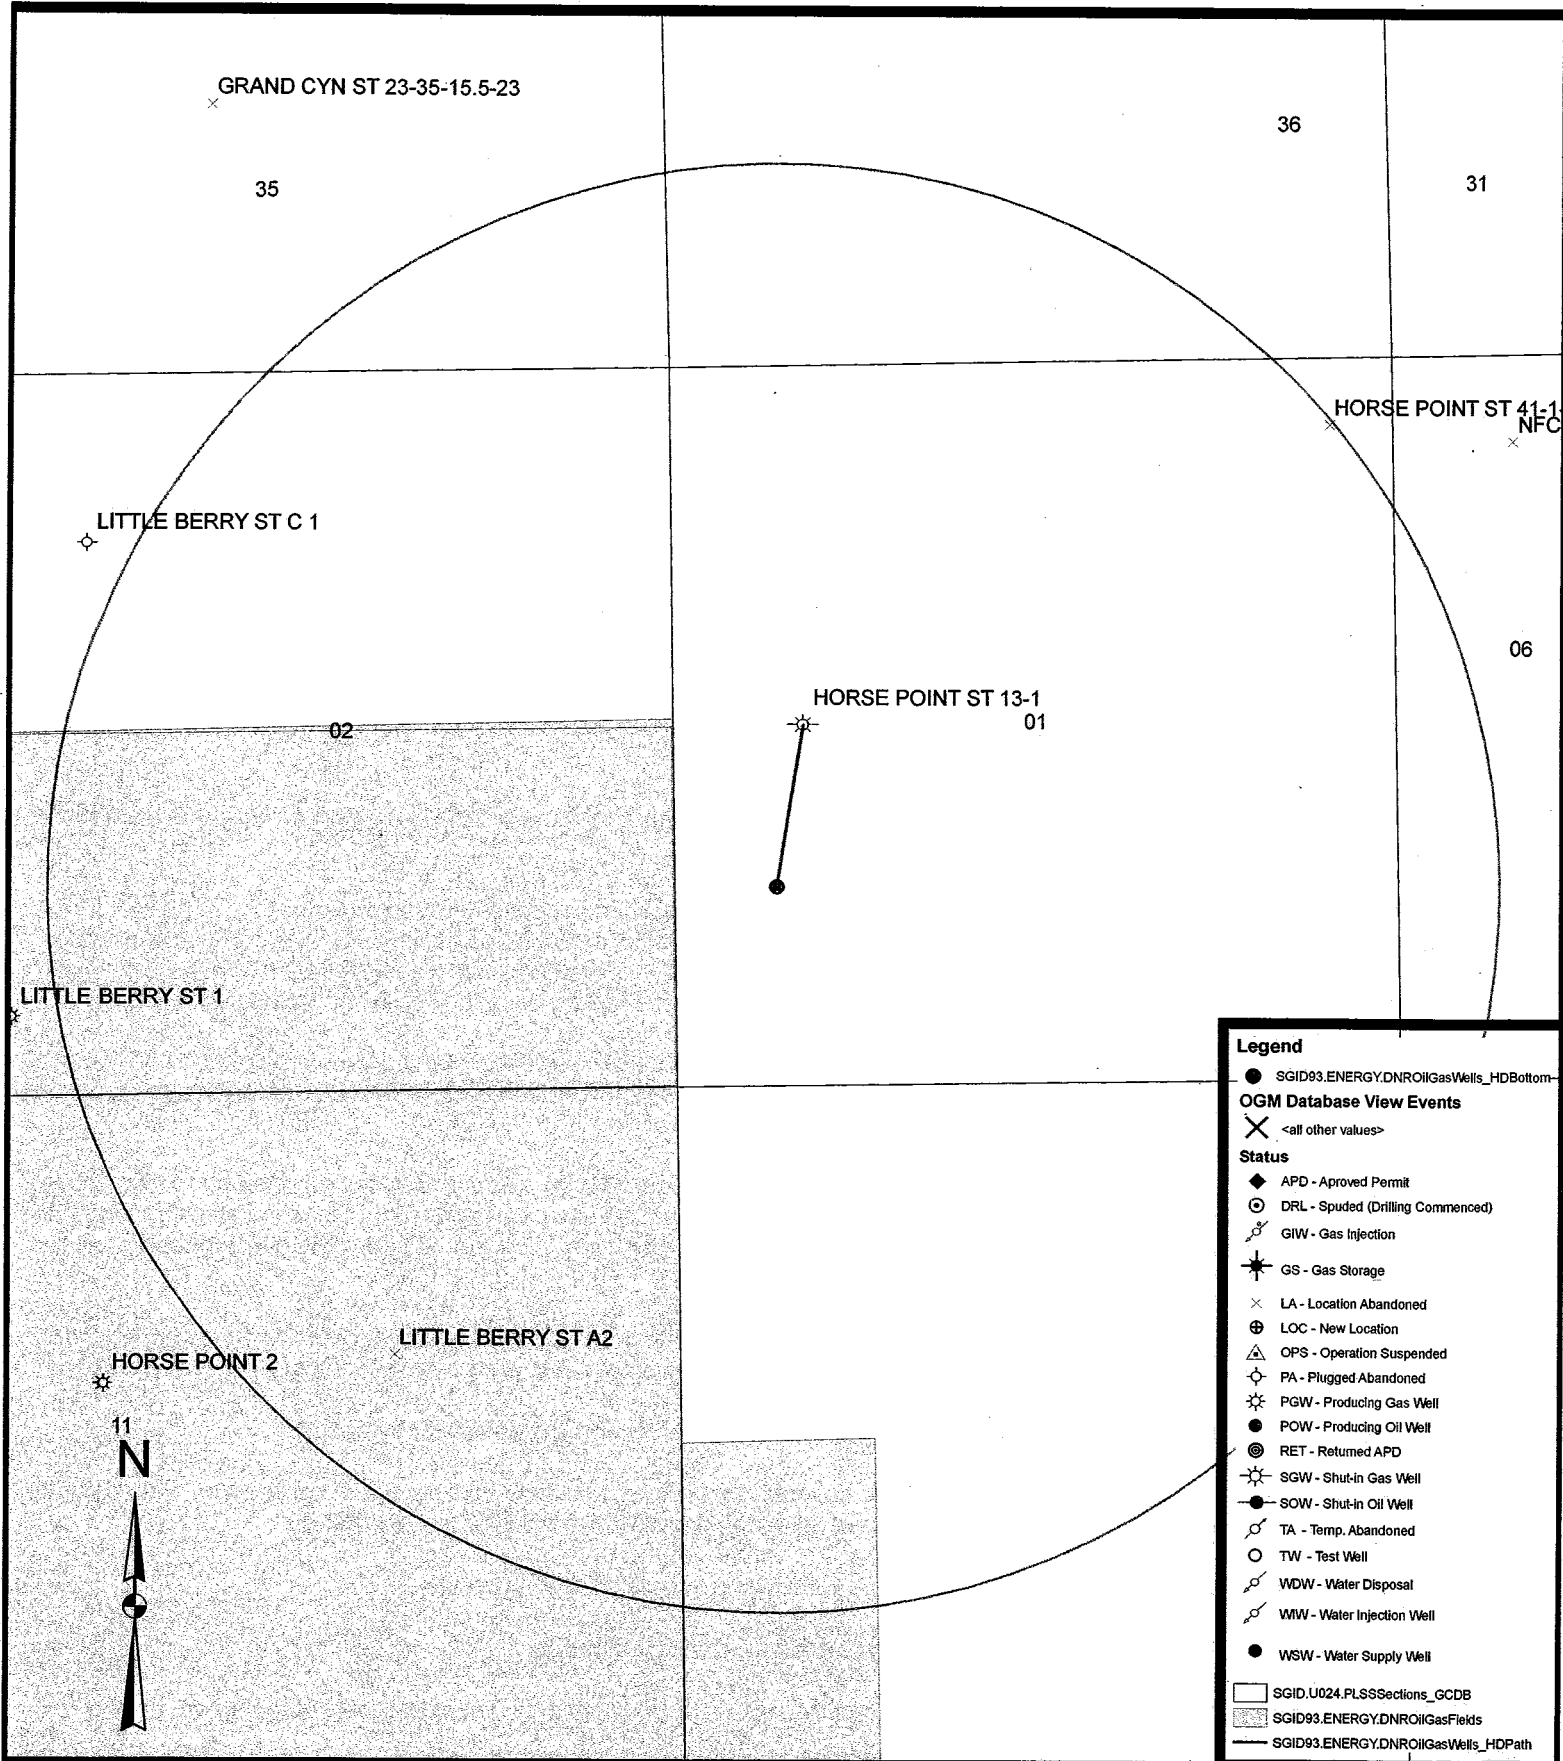 GRAND CYN ST 23-35-15.5-23
36
35
31
HORSE POINT ST 41-1-
NFC
LITTLE BERRY ST C 1
06
HORSE POINT ST 13-1
02
01
LITTLE BERRY ST 1
LITTLE BERRY ST A2
HORSE POINT 2
11
N
Legend
SGID93.ENERGY.DNROilGasWells_HDBottom
OGM Database View Events
<all other values>
Status
APD - Aproved Permit
DRL - Spuded (Drilling Commenced)
GIW - Gas Injection
GS - Gas Storage
LA - Location Abandoned
LOC - New Location
OPS - Operation Suspended
PA - Plugged Abandoned
PGW - Producing Gas Well
POW - Producing Oil Well
RET - Returned APD
SGW - Shut-in Gas Well
SOW - Shut-in Oil Well
TA - Temp. Abandoned
TW - Test Well
WDW - Water Disposal
WIW - Water Injection Well
WSW - Water Supply Well
SGID.U024.PLSSSections_GCDB
SGID93.ENERGY.DNROilGasFields
SGID93.ENERGY.DNROilGasWells_HDPath